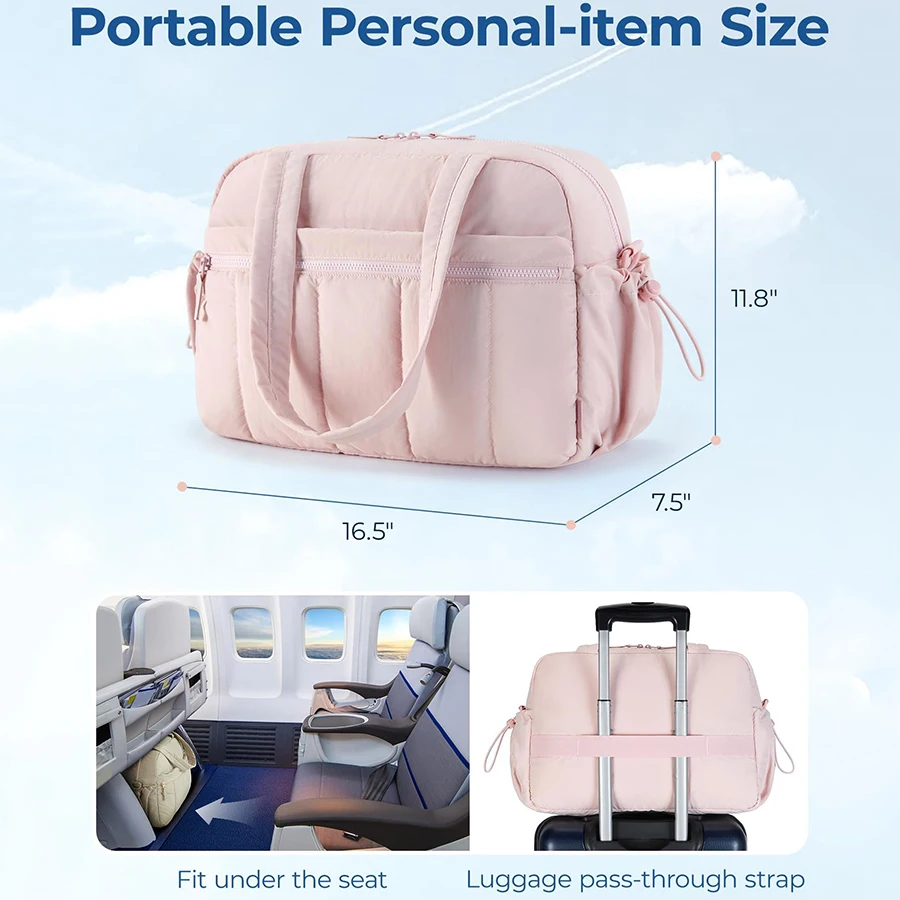 Portable Personal-item Size
11.8"
7.5"
16.5"
Fit under the seat
Luggage pass-through strap